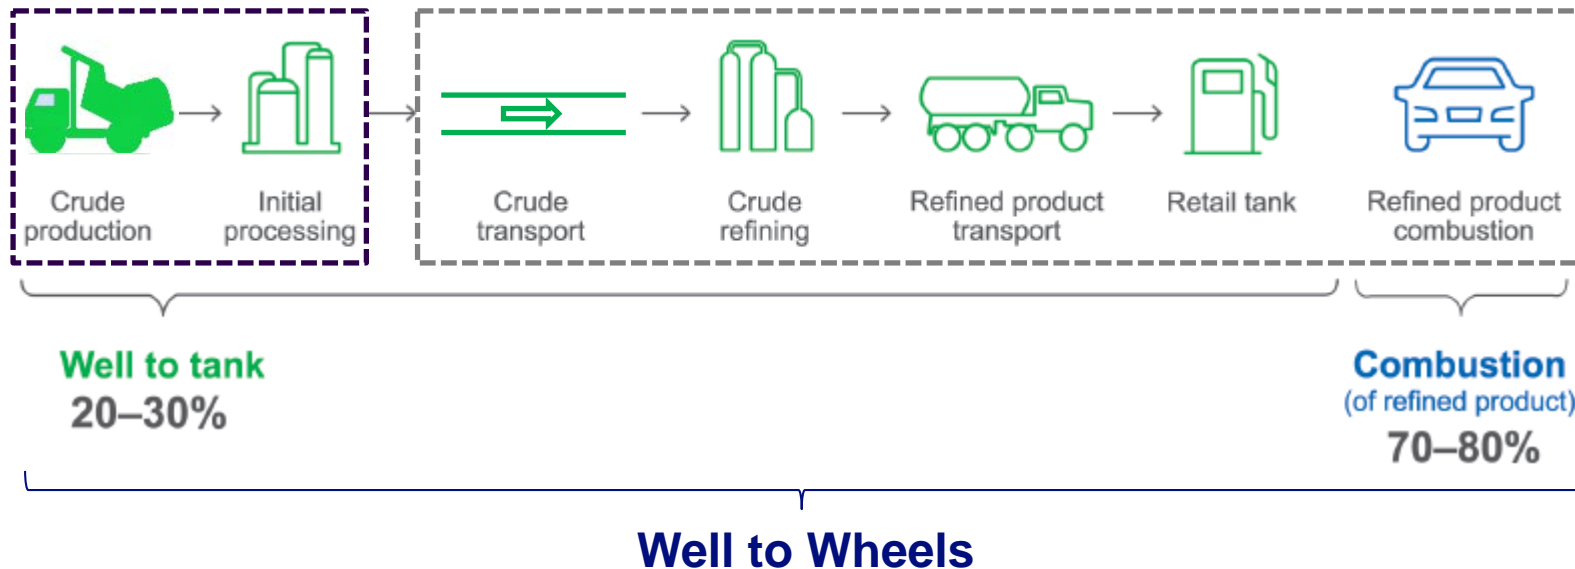 Crude
production
Initial
processing
Crude
transport
Crude
refining
Refined product
transport
Retail tank
Refined product
combustion
Well to tank
20–30%
Combustion
(of refined product)
70–80%
Well to Wheels